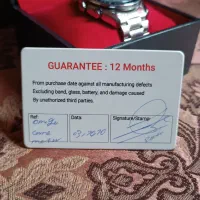 GUARANTEE : 12 Months
From purchase date against all manufacturing defects
Excluding band, glass, battery, and damage caused
By unauthorized third parties.
Ref:
Date
Signature/Stamp